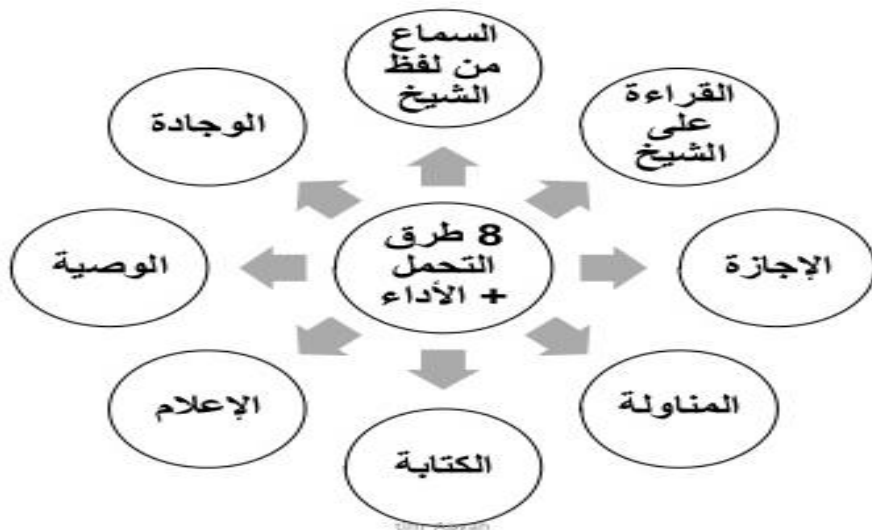 8 طرق
التحمل
+ الأداء
السماع
من لفظ
الشيخ
القراءة
على
الشيخ
الإجازة
المناولة
الكتابة
الإعلام
الوصية
الوجادة